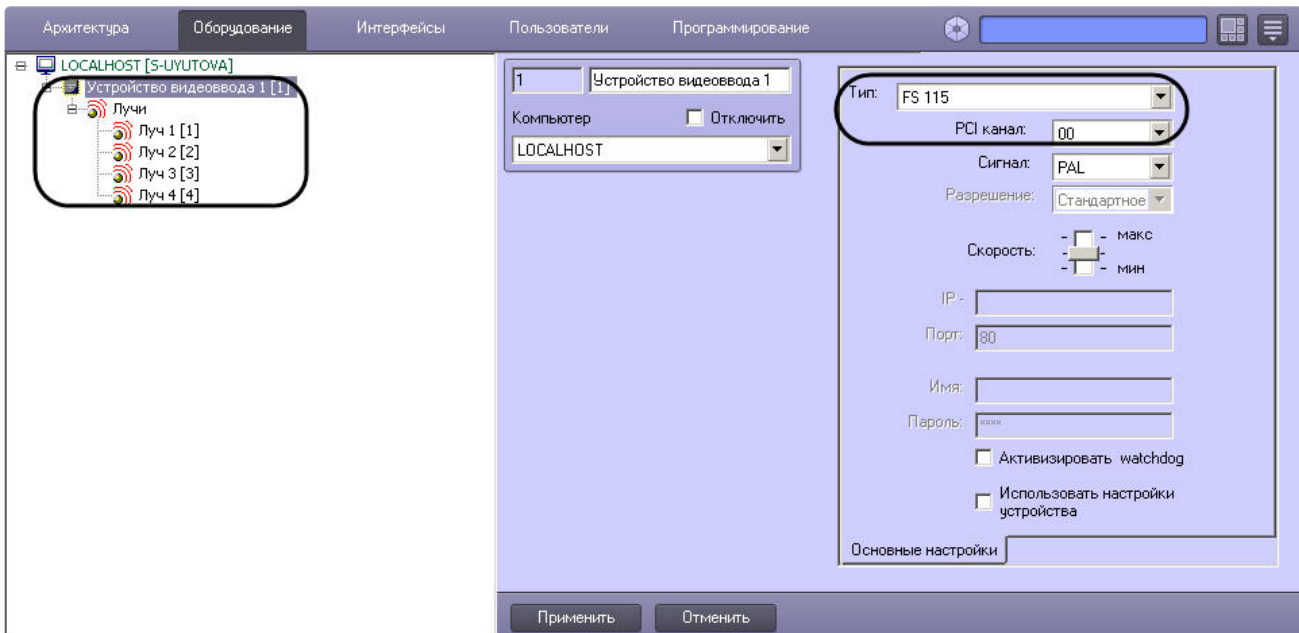 Архитектура Оборудование Интерфейсы Пользователи Программирование
LOCALHOST [S-UYUTOVA]
Устройство видеоввода 1 [1]
Лучи
Луч 1 [1]
Луч 2 [2]
Луч 3 [3]
Луч 4 [4]
1 Устройство видеоввода 1
Компьютер Отключить
LOCALHOST
Тип: FS 115
PCI канал: 00
Сигнал: PAL
Разрешение: Стандартное
Скорость: - - макс
- -
- - мин
IP -
Порт: 80
Имя:
Пароль: ****
Активизировать watchdog
Использовать настройки
устройства
Основные настройки
Применить Отменить